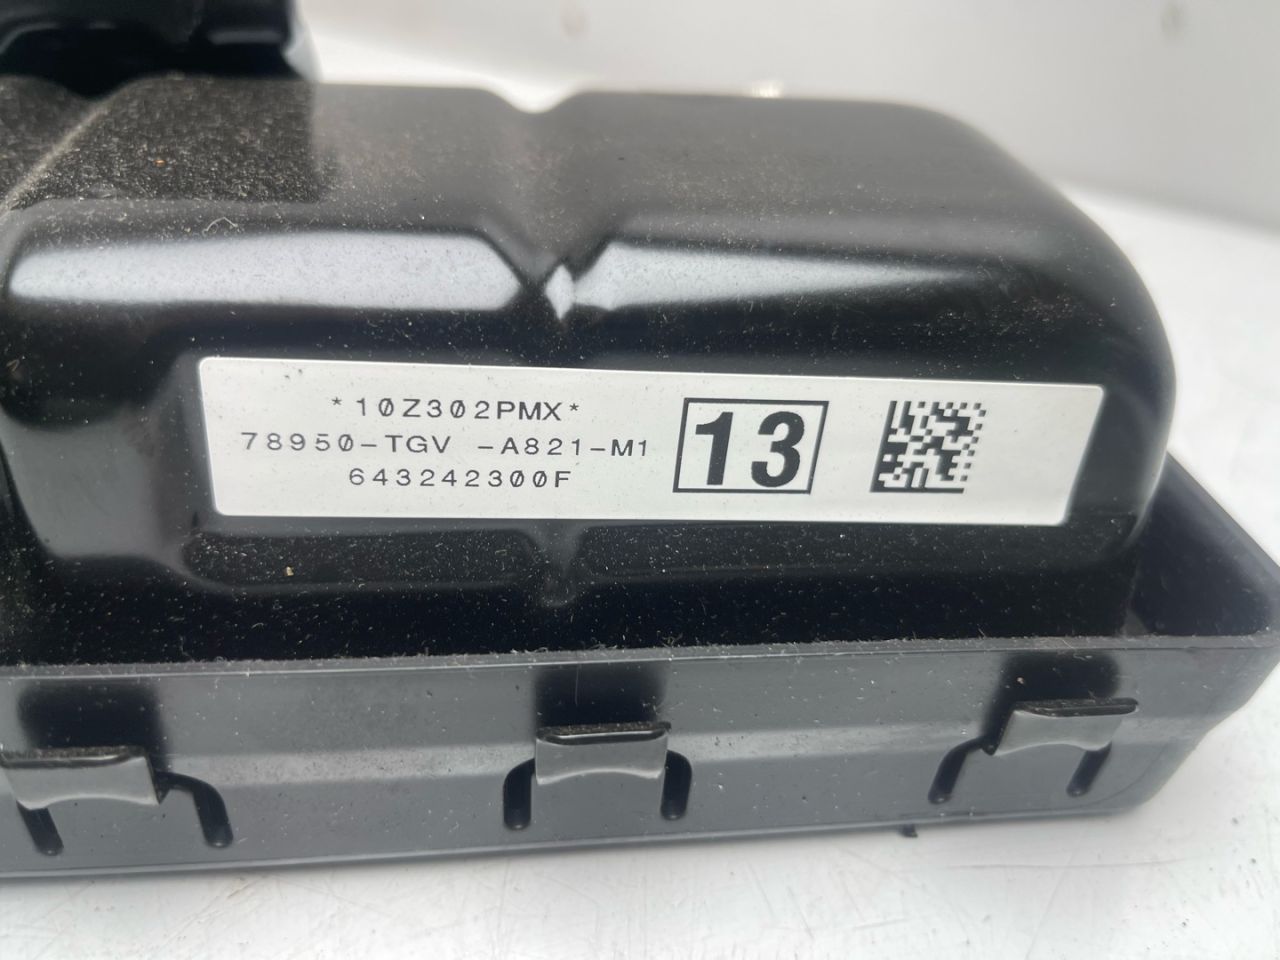 *10Z302PMX*
78950-TGV -A821-M1
643242300F
13